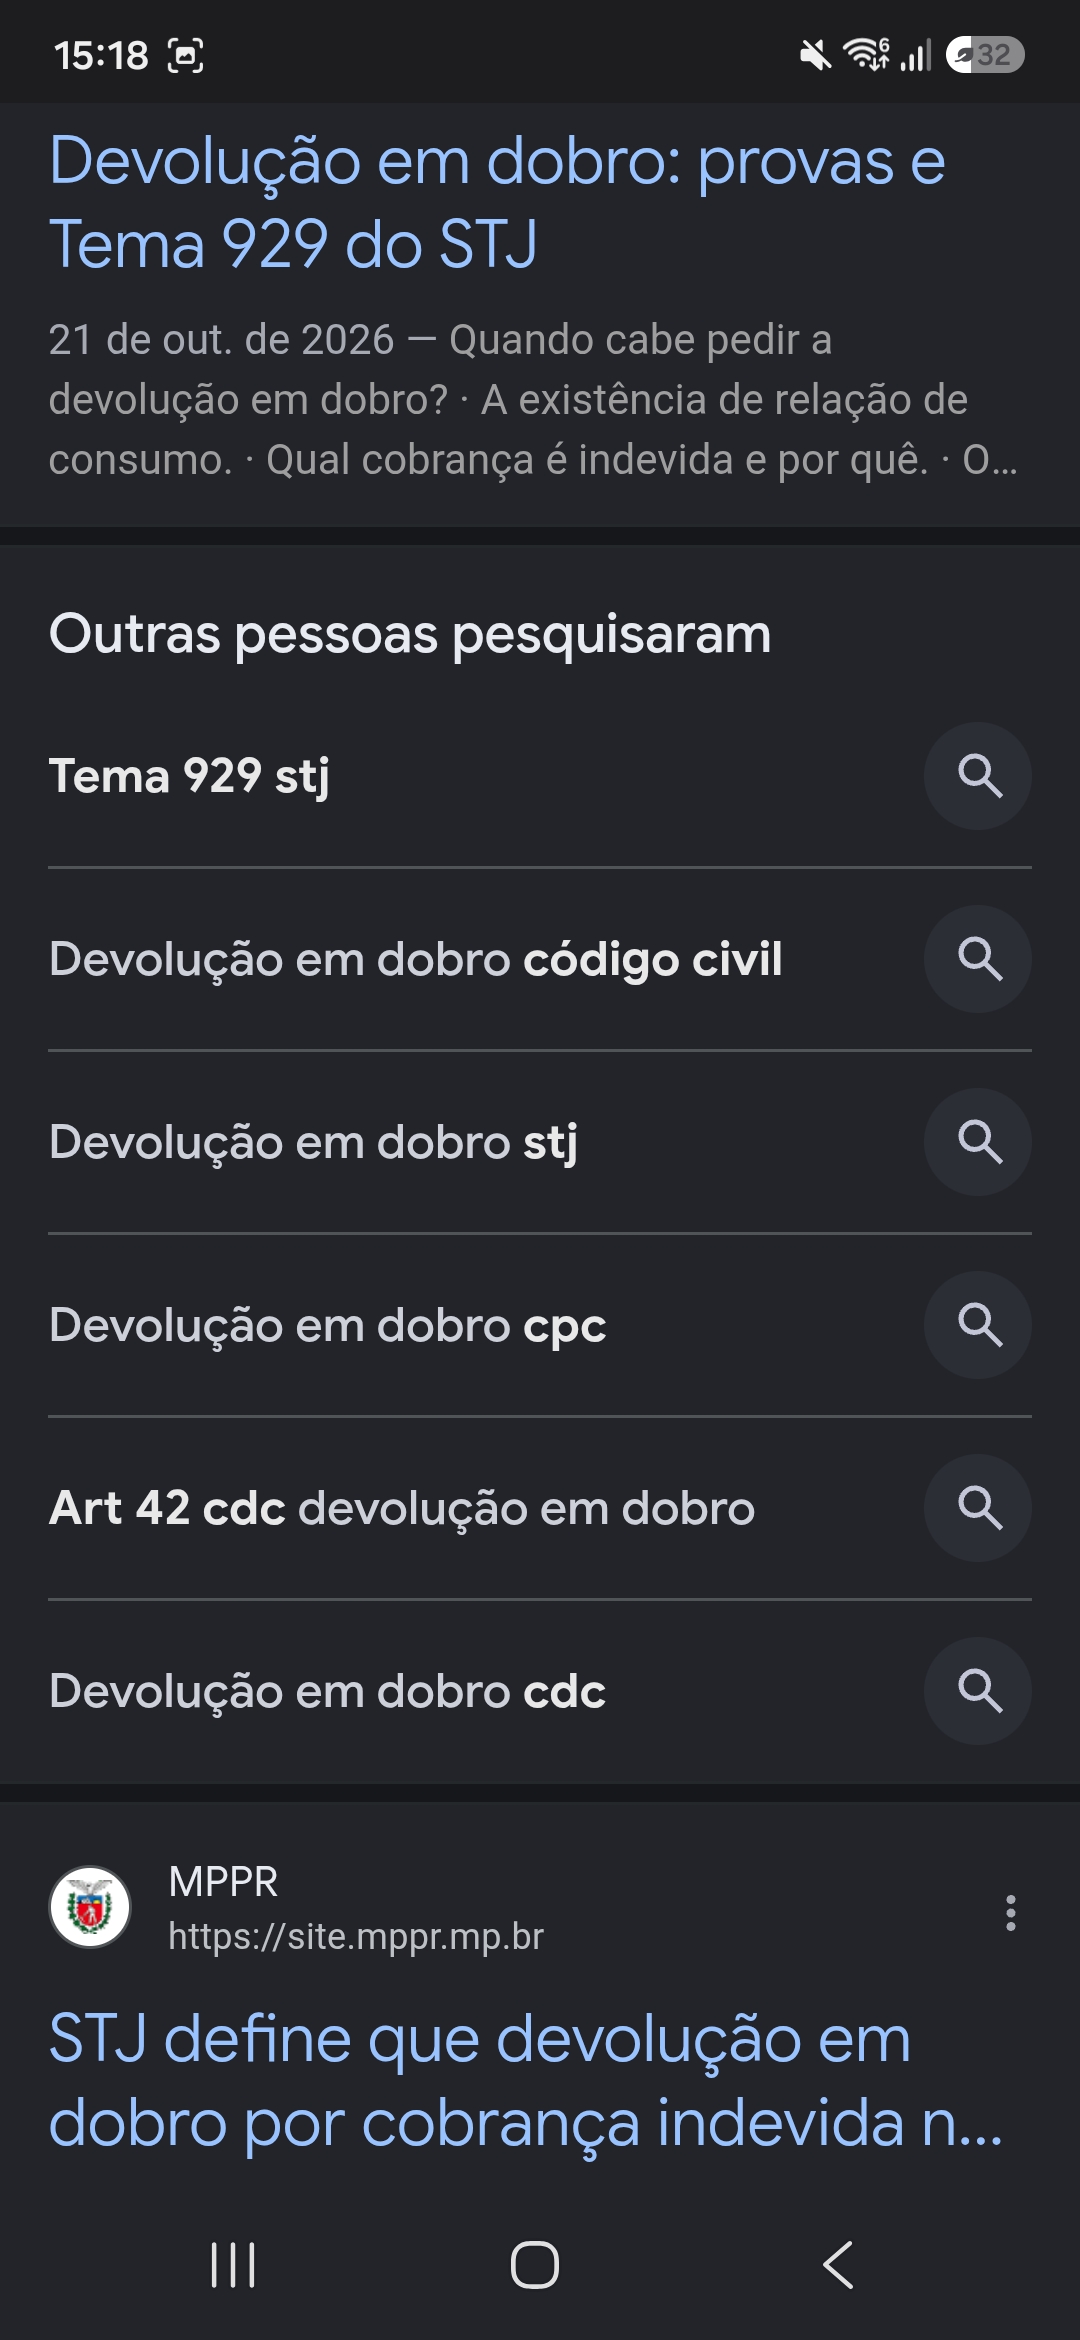 15:18
6
32
Devolução em dobro: provas e
Tema 929 do STJ
21 de out. de 2026 — Quando cabe pedir a
devolução em dobro? · A existência de relação de
consumo. · Qual cobrança é indevida e por quê. · O...
Outras pessoas pesquisaram
Tema 929 stj
Devolução em dobro código civil
Devolução em dobro stj
Devolução em dobro cpc
Art 42 cdc devolução em dobro
Devolução em dobro cdc
MPPR
https://site.mppr.mp.br
STJ define que devolução em
dobro por cobrança indevida n...